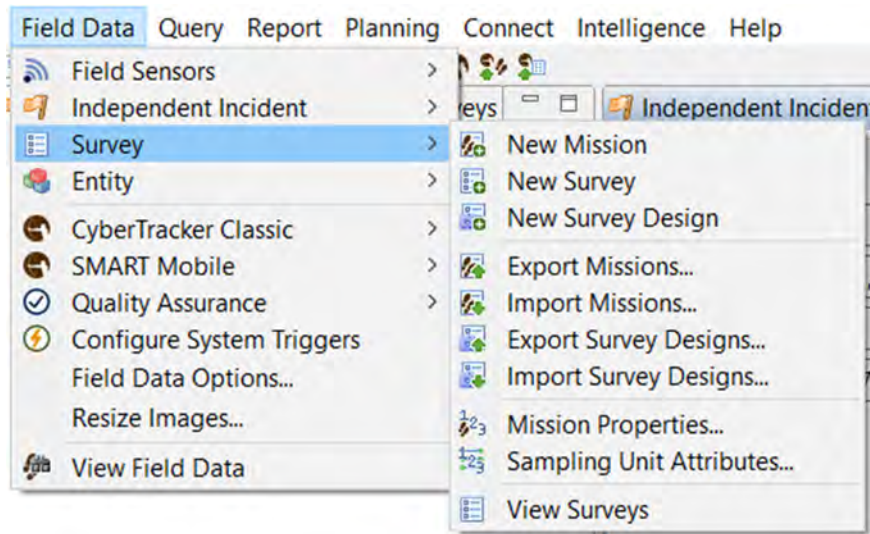 Field Data Query Report Planning Connect Intelligence Help
Field Sensors
Independent Incident
Survey
Entity
CyberTracker Classic
SMART Mobile
Quality Assurance
Configure System Triggers
Field Data Options...
Resize Images...
View Field Data
eys Independent Inciden
New Mission
New Survey
New Survey Design
Export Missions...
Import Missions...
Export Survey Designs...
Import Survey Designs...
Mission Properties...
Sampling Unit Attributes...
View Surveys